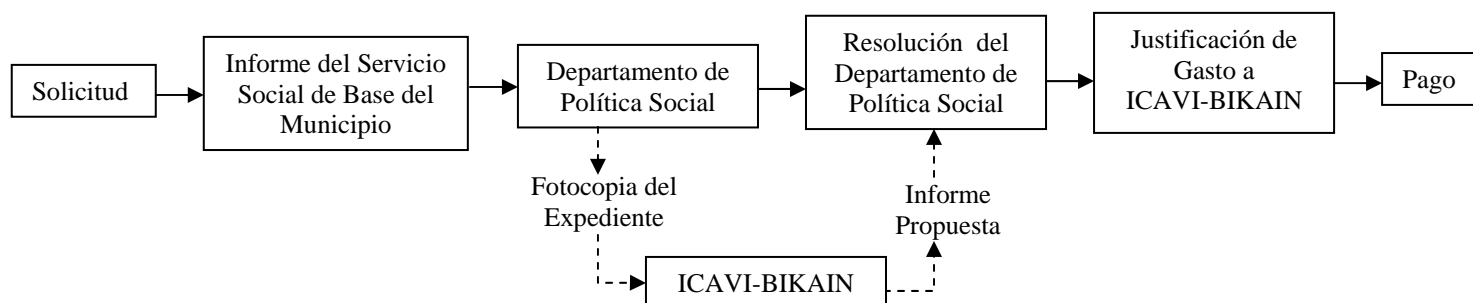 Solicitud
Informe del Servicio
Social de Base del
Municipio
Departamento de
Política Social
Resolución del
Departamento de
Política Social
Justificación de
Gasto a
ICAVI-BIKAIN
Pago
Fotocopia del
Expediente
Informe
Propuesta
ICAVI-BIKAIN